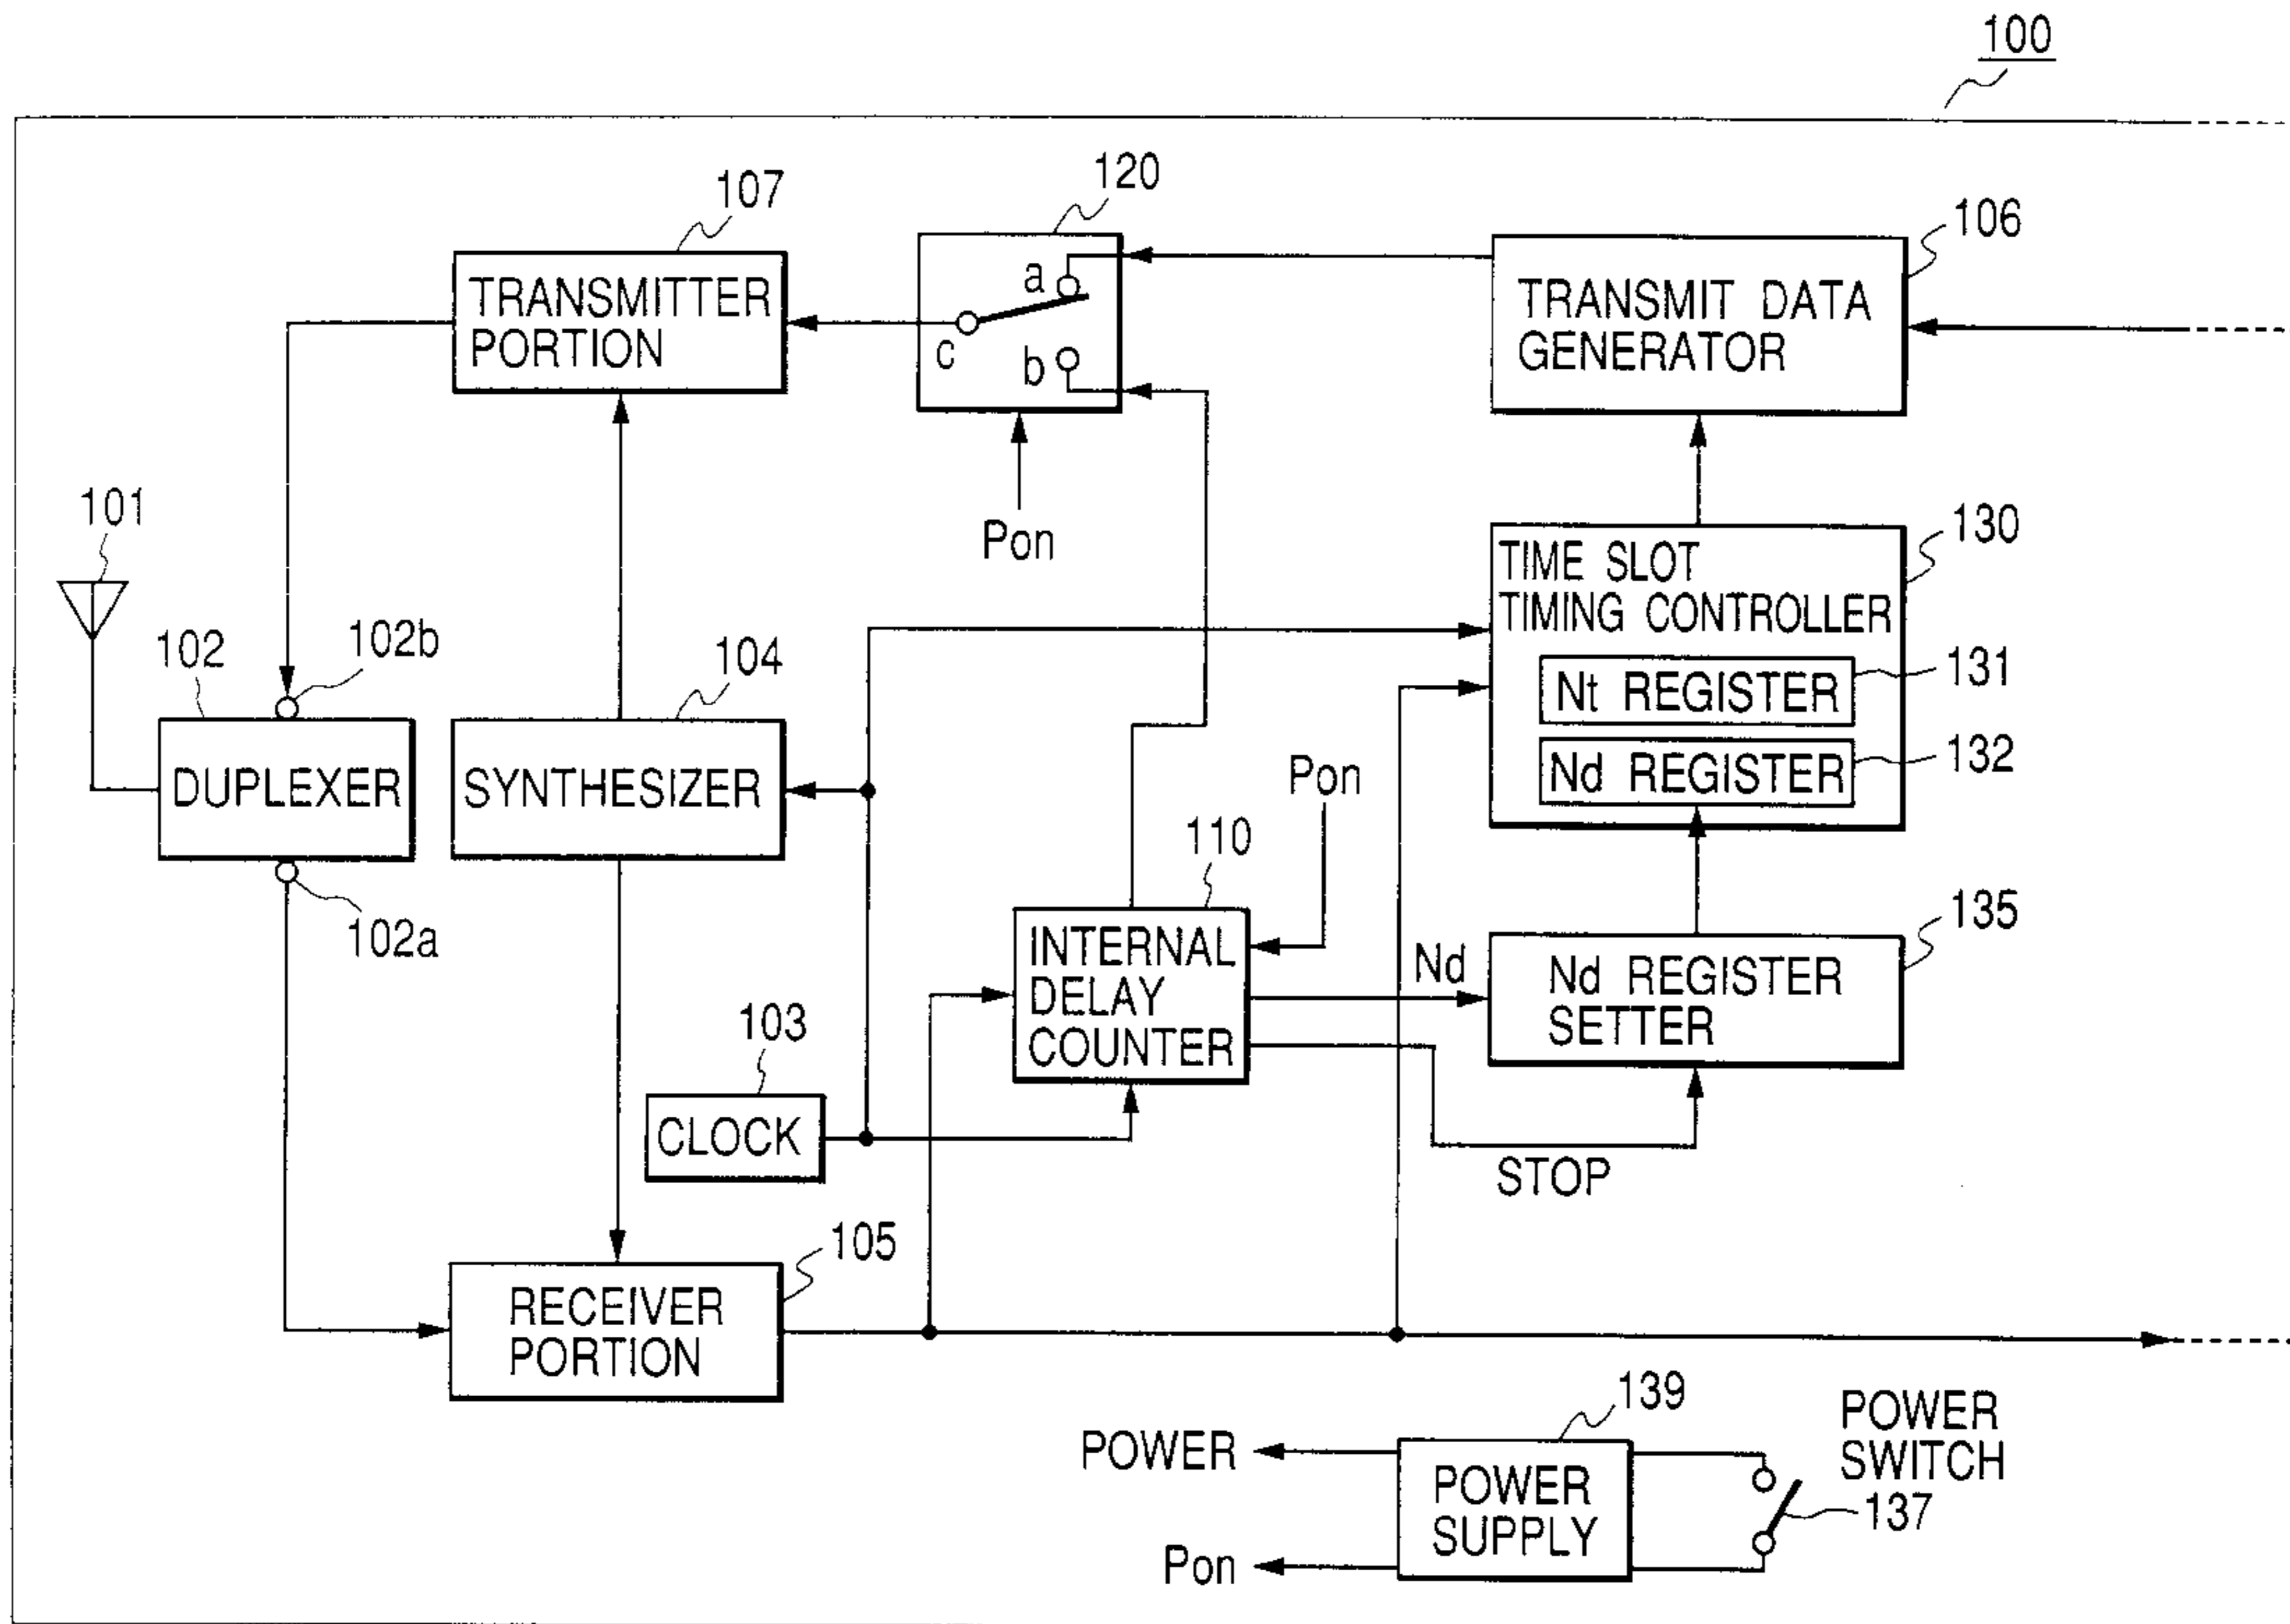 100
107
120
106
TRANSMITTER
PORTION
a
c
b
TRANSMIT DATA
GENERATOR
Pon
101
102
102b
104
130
TIME SLOT
TIMING CONTROLLER
131
Nt REGISTER
132
Nd REGISTER
DUPLEXER
SYNTHESIZER
Pon
110
102a
135
INTERNAL
DELAY
COUNTER
Nd
Nd REGISTER
SETTER
103
CLOCK
STOP
105
RECEIVER
PORTION
139
POWER
POWER
SUPPLY
POWER
SWITCH
137
Pon